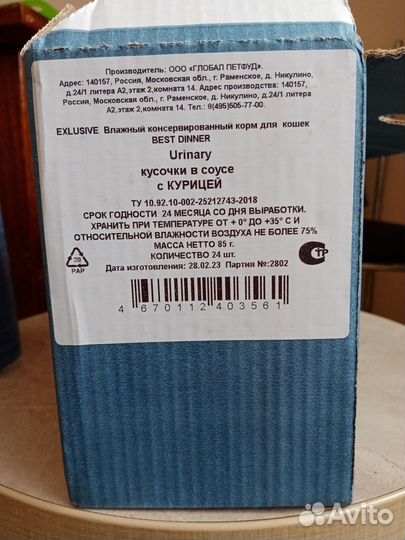 Производитель: ООО «ГЛОБАЛ ПЕТФУД».
Адрес: 140157, Россия, Московская обл., г. Раменское, д. Никулино,
д.24/1 литера А2,этаж 2,комната 14. Адрес производства: 140157,
Россия, Московская обл., г. Раменское, д. Никулино, д.24/1 литера
А2,этаж 2,комната 14. Тел.: 8(495)505-77-00.
EXLUSIVE Влажный консервированный корм для кошек
BEST DINNER
Urinary
кусочки в соусе
с КУРИЦЕЙ
ТУ 10.92.10-002-25212743-2018
СРОК ГОДНОСТИ 24 МЕСЯЦА СО ДНЯ ВЫРАБОТКИ.
ХРАНИТЬ ПРИ ТЕМПЕРАТУРЕ ОТ + 0° ДО +35° С И
ОТНОСИТЕЛЬНОЙ ВЛАЖНОСТИ ВОЗДУХА НЕ БОЛЕЕ 75%
МАССА НЕТТО 85 г.
КОЛИЧЕСТВО 24 шт.
Дата изготовления: 28.02.23 Партия №:2802
20
PAP
СТР
4 670112 403561
Avito